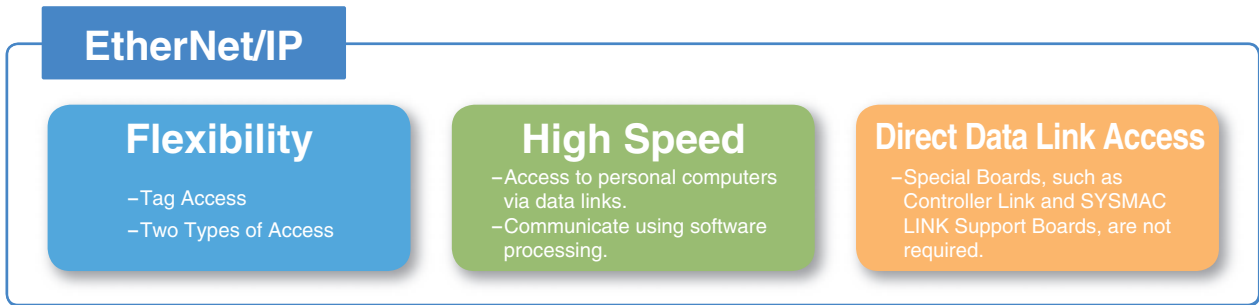 EtherNet/IP
Flexibility
–Tag Access
–Two Types of Access
High Speed
–Access to personal computers
via data links.
–Communicate using software
processing.
Direct Data Link Access
–Special Boards, such as
Controller Link and SYSMAC
LINK Support Boards, are not
required.